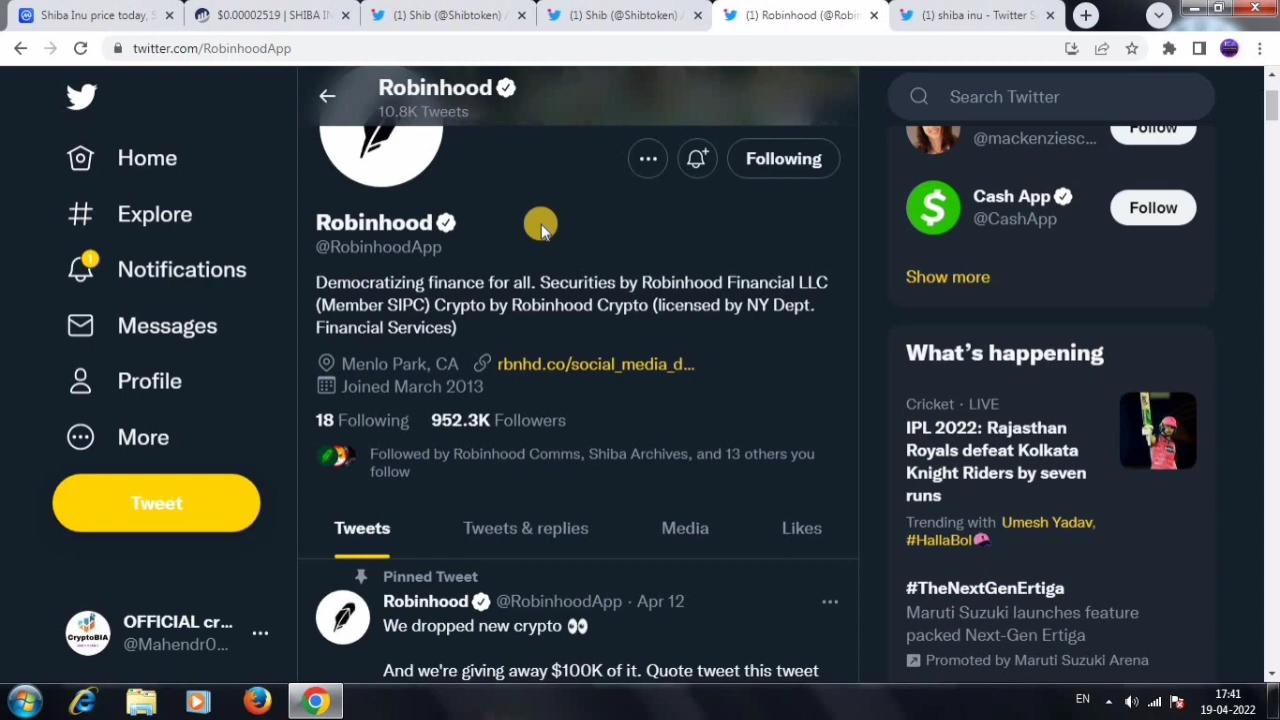 Shiba Inu price today, S
$0.00002519 | SHIBA IN
(1) Shib (@Shibtoken) /
(1) Shib (@Shibtoken) /
(1) Robinhood (@Robin
(1) shiba inu - Twitter S
twitter.com/RobinhoodApp
Home
Explore
1
Notifications
Messages
Profile
More
Tweet
OFFICIAL cr...
@Mahendr0...
CryptoBIA
Robinhood
10.8K Tweets
Following
Robinhood
@RobinhoodApp
Democratizing finance for all. Securities by Robinhood Financial LLC
(Member SIPC) Crypto by Robinhood Crypto (licensed by NY Dept.
Financial Services)
Menlo Park, CA rbnhd.co/social_media_d...
Joined March 2013
18 Following 952.3K Followers
Followed by Robinhood Comms, Shiba Archives, and 13 others you
follow
Tweets Tweets & replies Media Likes
Pinned Tweet
Robinhood @RobinhoodApp · Apr 12
We dropped new crypto 👀
And we're giving away $100K of it. Quote tweet this tweet
Search Twitter
@mackenziesc...
Follow
Cash App
@CashApp
Follow
Show more
What's happening
Cricket · LIVE
IPL 2022: Rajasthan
Royals defeat Kolkata
Knight Riders by seven
runs
Trending with Umesh Yadav,
#HallaBol
#TheNextGenErtiga
Maruti Suzuki launches feature
packed Next-Gen Ertiga
Promoted by Maruti Suzuki Arena
EN
17:41
19-04-2022